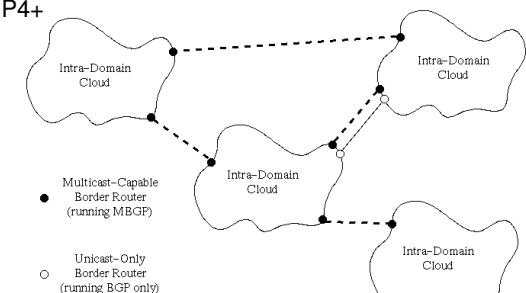 P4+
Intra-Domain
Cloud
Intra-Domain
Cloud
Intra-Domain
Cloud
Multicast-Capable
Border Router
(running MBGP)
Intra-Domain
Cloud
Unicast-Only
Border Router
(running BGP only)